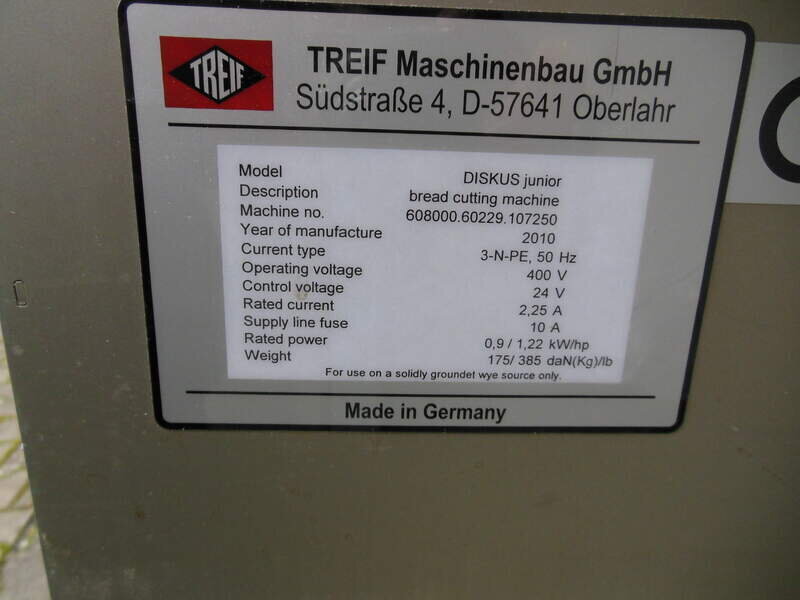 TREIF
TREIF Maschinenbau GmbH
Südstraße 4, D-57641 Oberlahr
Model DISKUS junior
Description bread cutting machine
Machine no. 608000.60229.107250
Year of manufacture 2010
Current type 3-N-PE, 50 Hz
Operating voltage 400 V
Control voltage 24 V
Rated current 2,25 A
Supply line fuse 10 A
Rated power 0,9 / 1,22 kW/hp
Weight 175/ 385 daN(Kg)/lb
For use on a solidly groundet wye source only.
Made in Germany